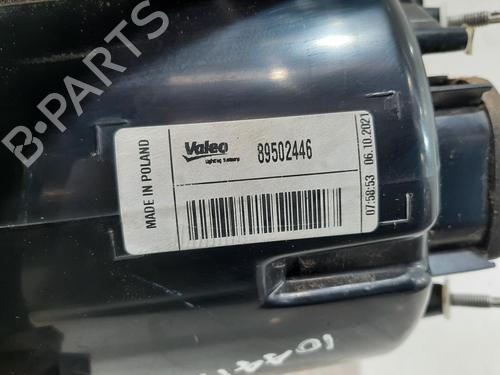 MADE IN POLAND
Valeo
Lighting Systems
89502446
07:58:53 06.10.2021
B-PARTS